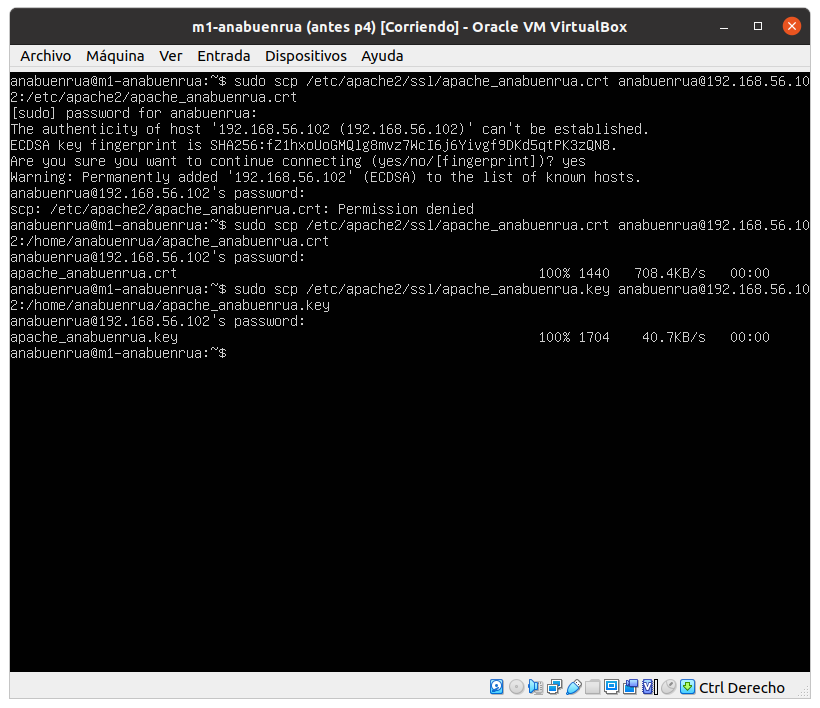 m1-anabuenrua (antes p4) [Corriendo] - Oracle VM VirtualBox
Archivo Máquina Ver Entrada Dispositivos Ayuda
anabuenrua@m1-anabuenrua:~$ sudo scp /etc/apache2/ssl/apache_anabuenrua.crt anabuenrua@192.168.56.10
2:/etc/apache2/apache_anabuenrua.crt
[sudo] password for anabuenrua:
The authenticity of host '192.168.56.102 (192.168.56.102)' can't be established.
ECDSA key fingerprint is SHA256:fZ1hxoUoGMQlg8mvz7WcI6j6Yivgf9DKd5qtPK3zQN8.
Are you sure you want to continue connecting (yes/no/[fingerprint])? yes
Warning: Permanently added '192.168.56.102' (ECDSA) to the list of known hosts.
anabuenrua@192.168.56.102's password:
scp: /etc/apache2/apache_anabuenrua.crt: Permission denied
anabuenrua@m1-anabuenrua:~$ sudo scp /etc/apache2/ssl/apache_anabuenrua.crt anabuenrua@192.168.56.10
2:/home/anabuenrua/apache_anabuenrua.crt
anabuenrua@192.168.56.102's password:
apache_anabuenrua.crt 100% 1440 708.4KB/s 00:00
anabuenrua@m1-anabuenrua:~$ sudo scp /etc/apache2/ssl/apache_anabuenrua.key anabuenrua@192.168.56.10
2:/home/anabuenrua/apache_anabuenrua.key
anabuenrua@192.168.56.102's password:
apache_anabuenrua.key 100% 1704 40.7KB/s 00:00
anabuenrua@m1-anabuenrua:~$
Ctrl Derecho